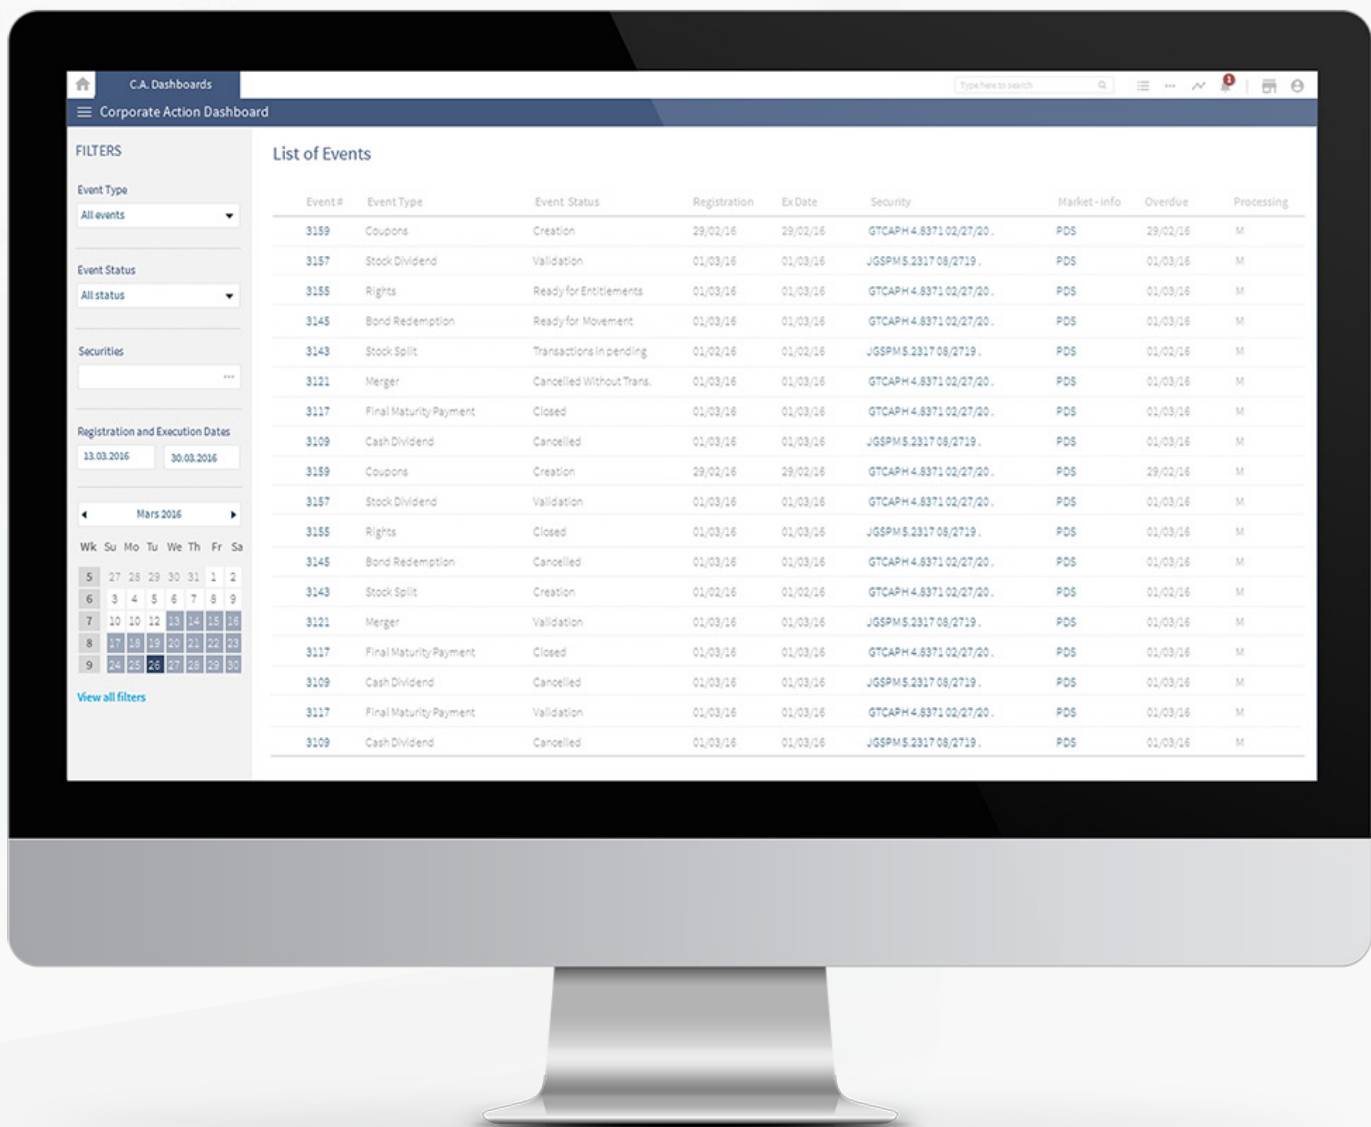 C.A. Dashboards Type here to search 1
Corporate Action Dashboard
FILTERS
Event Type
All events
Event Status
All status
Securities
Registration and Execution Dates
13.03.2016 30.03.2016
Mars 2016
Wk Su Mo Tu We Th Fr Sa
5 27 28 29 30 31 1 2
6 3 4 5 6 7 8 9
7 10 10 12 13 14 15 16
8 17 18 19 20 21 22 23
9 24 25 26 27 28 29 30
View all filters
List of Events
Event # Event Type Event Status Registration Ex Date Security Market - info Overdue Processing
3159 Coupons Creation 29/02/16 29/02/16 GTCAPH 4.8371 02/27/20 . PDS 29/02/16 M
3157 Stock Dividend Validation 01/03/16 01/03/16 JGSPM 5.2317 08/2719 . PDS 01/03/16 M
3155 Rights Ready for Entitlements 01/03/16 01/03/16 GTCAPH 4.8371 02/27/20 . PDS 01/03/16 M
3145 Bond Redemption Ready for Movement 01/03/16 01/03/16 GTCAPH 4.8371 02/27/20 . PDS 01/03/16 M
3143 Stock Split Transactions in pending 01/02/16 01/02/16 JGSPM 5.2317 08/2719 . PDS 01/02/16 M
3121 Merger Cancelled Without Trans. 01/03/16 01/03/16 GTCAPH 4.8371 02/27/20 . PDS 01/03/16 M
3117 Final Maturity Payment Closed 01/03/16 01/03/16 GTCAPH 4.8371 02/27/20 . PDS 01/03/16 M
3109 Cash Dividend Cancelled 01/03/16 01/03/16 JGSPM 5.2317 08/2719 . PDS 01/03/16 M
3159 Coupons Creation 29/02/16 29/02/16 GTCAPH 4.8371 02/27/20 . PDS 29/02/16 M
3157 Stock Dividend Validation 01/03/16 01/03/16 GTCAPH 4.8371 02/27/20 . PDS 01/03/16 M
3155 Rights Closed 01/03/16 01/03/16 JGSPM 5.2317 08/2719 . PDS 01/03/16 M
3145 Bond Redemption Cancelled 01/03/16 01/03/16 GTCAPH 4.8371 02/27/20 . PDS 01/03/16 M
3143 Stock Split Creation 01/02/16 01/02/16 GTCAPH 4.8371 02/27/20 . PDS 01/02/16 M
3121 Merger Validation 01/03/16 01/03/16 JGSPM 5.2317 08/2719 . PDS 01/03/16 M
3117 Final Maturity Payment Closed 01/03/16 01/03/16 GTCAPH 4.8371 02/27/20 . PDS 01/03/16 M
3109 Cash Dividend Cancelled 01/03/16 01/03/16 JGSPM 5.2317 08/2719 . PDS 01/03/16 M
3117 Final Maturity Payment Validation 01/03/16 01/03/16 GTCAPH 4.8371 02/27/20 . PDS 01/03/16 M
3109 Cash Dividend Cancelled 01/03/16 01/03/16 JGSPM 5.2317 08/2719 . PDS 01/03/16 M